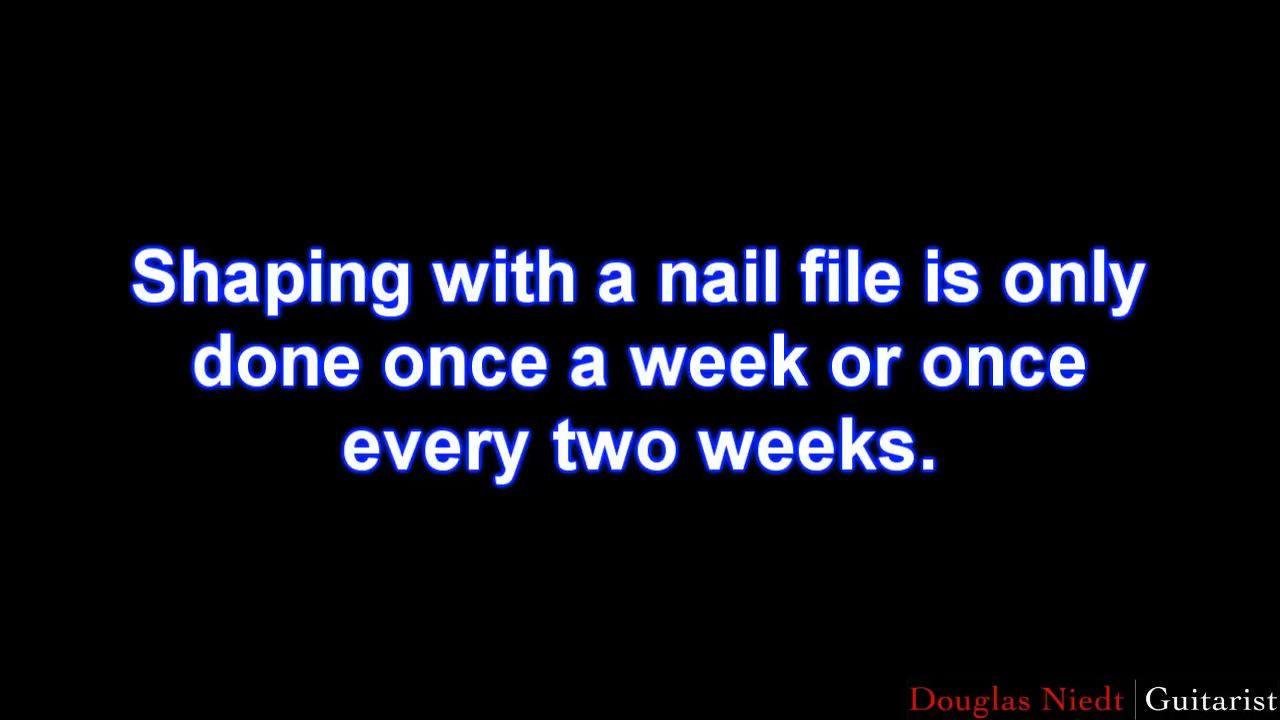 Shaping with a nail file is only
done once a week or once
every two weeks.
Douglas Niedt | Guitarist